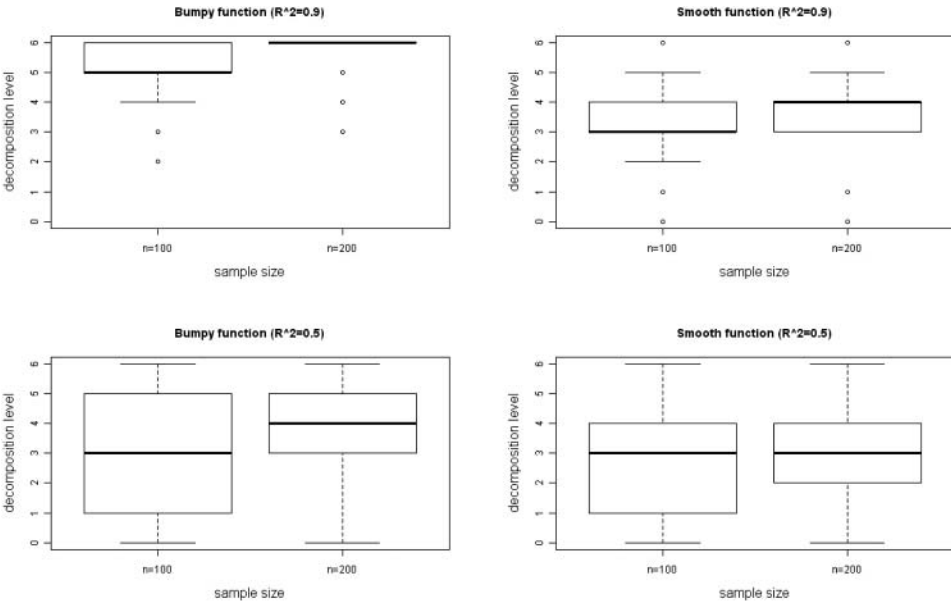 Bumpy function (R^2=0.9)
decomposition level
6
5
4
3
2
1
0
n=100
n=200
sample size
Smooth function (R^2=0.9)
decomposition level
6
5
4
3
2
1
0
n=100
n=200
sample size
Bumpy function (R^2=0.5)
decomposition level
6
5
4
3
2
1
0
n=100
n=200
sample size
Smooth function (R^2=0.5)
decomposition level
6
5
4
3
2
1
0
n=100
n=200
sample size